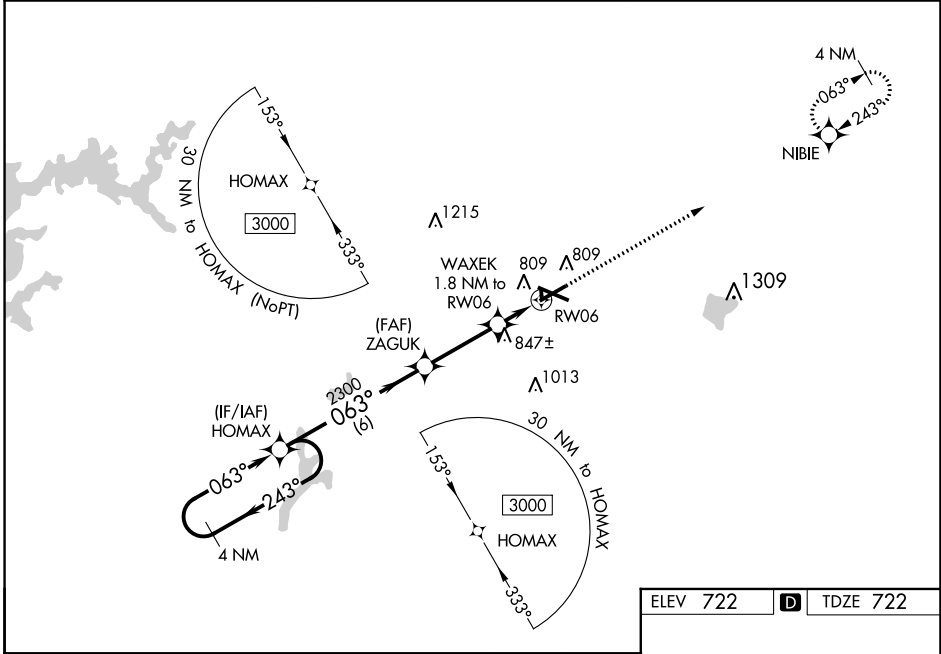 4 NM
063°
243°
NIBIE
153°
HOMAX
3000
333°
30 NM to HOMAX (NoPT)
1215
WAXEK
1.8 NM to
RW06
809
809
RW06
1309
(FAF)
ZAGUK
847±
1013
2300
063°
(6)
(IF/IAF)
HOMAX
063°
243°
4 NM
30 NM to HOMAX
153°
3000
HOMAX
333°
ELEV 722 D TDZE 722